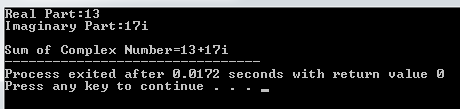 Real Part:13
Imaginary Part:17i
Sum of Complex Number=13+17i
--------------------------------
Process exited after 0.0172 seconds with return value 0
Press any key to continue . . .